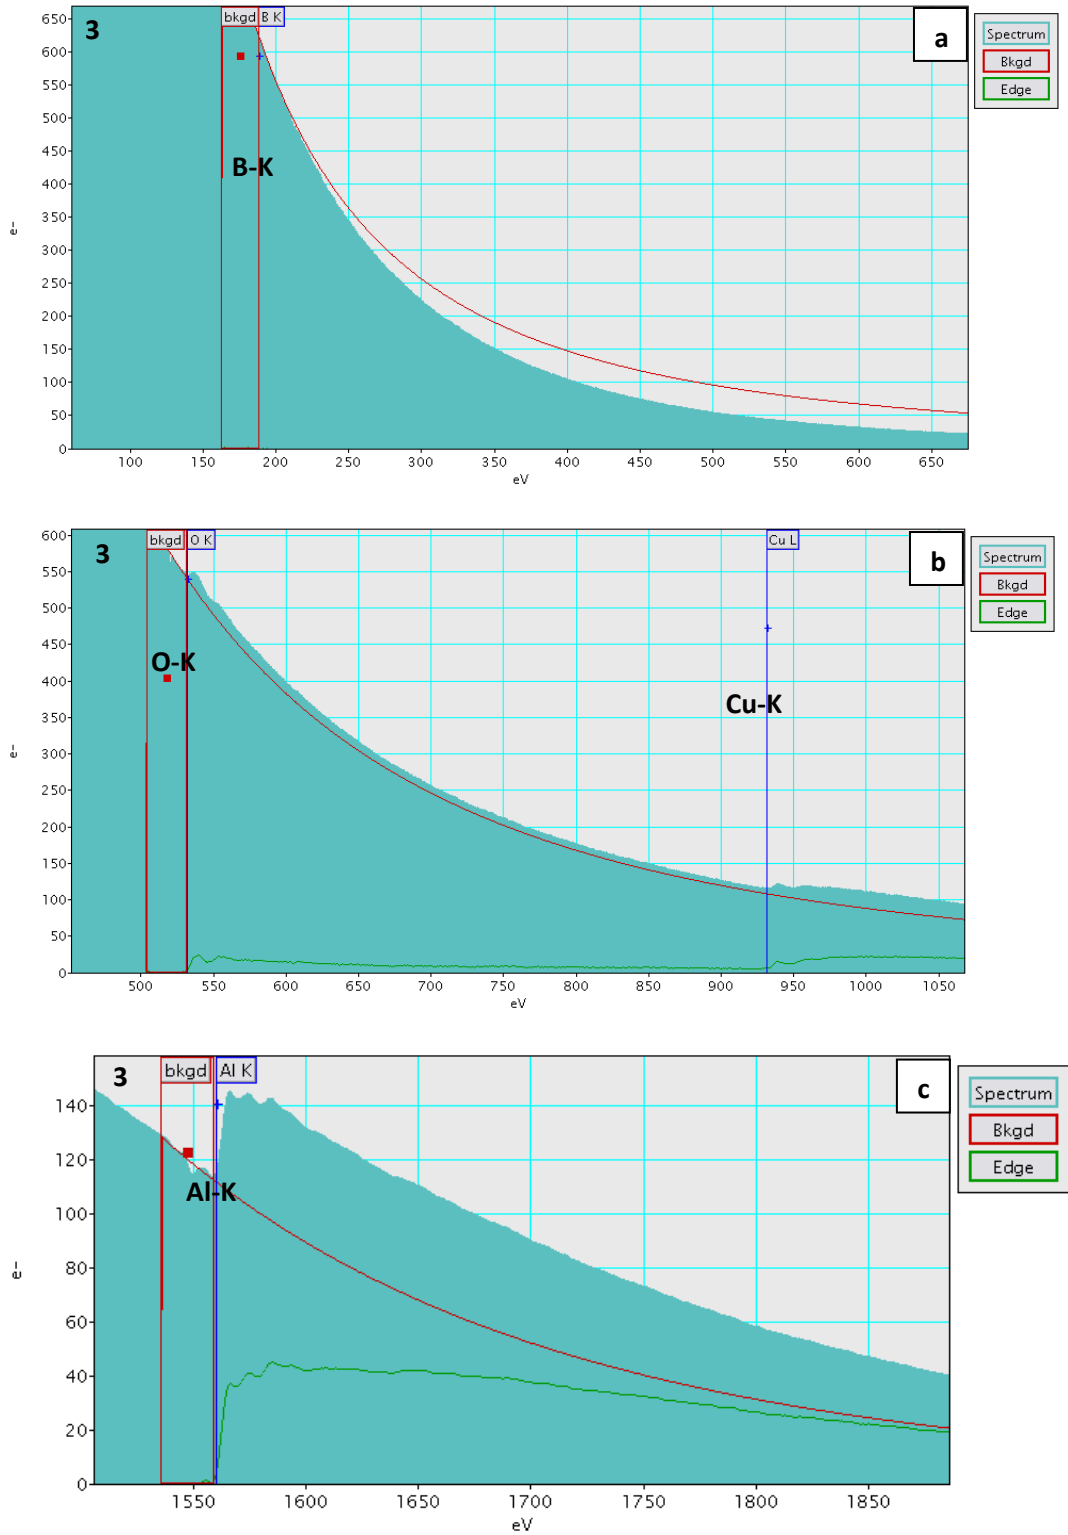 3
bkgd B K
a
Spectrum
Bkgd
Edge
B-K
650
600
550
500
450
400
350
300
250
200
150
100
50
0
e-
100 150 200 250 300 350 400 450 500 550 600 650
eV
3
bkgd O K
Cu L
b
Spectrum
Bkgd
Edge
O-K
Cu-K
600
550
500
450
400
350
300
250
200
150
100
50
0
e-
500 550 600 650 700 750 800 850 900 950 1000 1050
eV
3
bkgd Al K
c
Spectrum
Bkgd
Edge
Al-K
140
120
100
80
60
40
20
0
e-
1550 1600 1650 1700 1750 1800 1850
eV